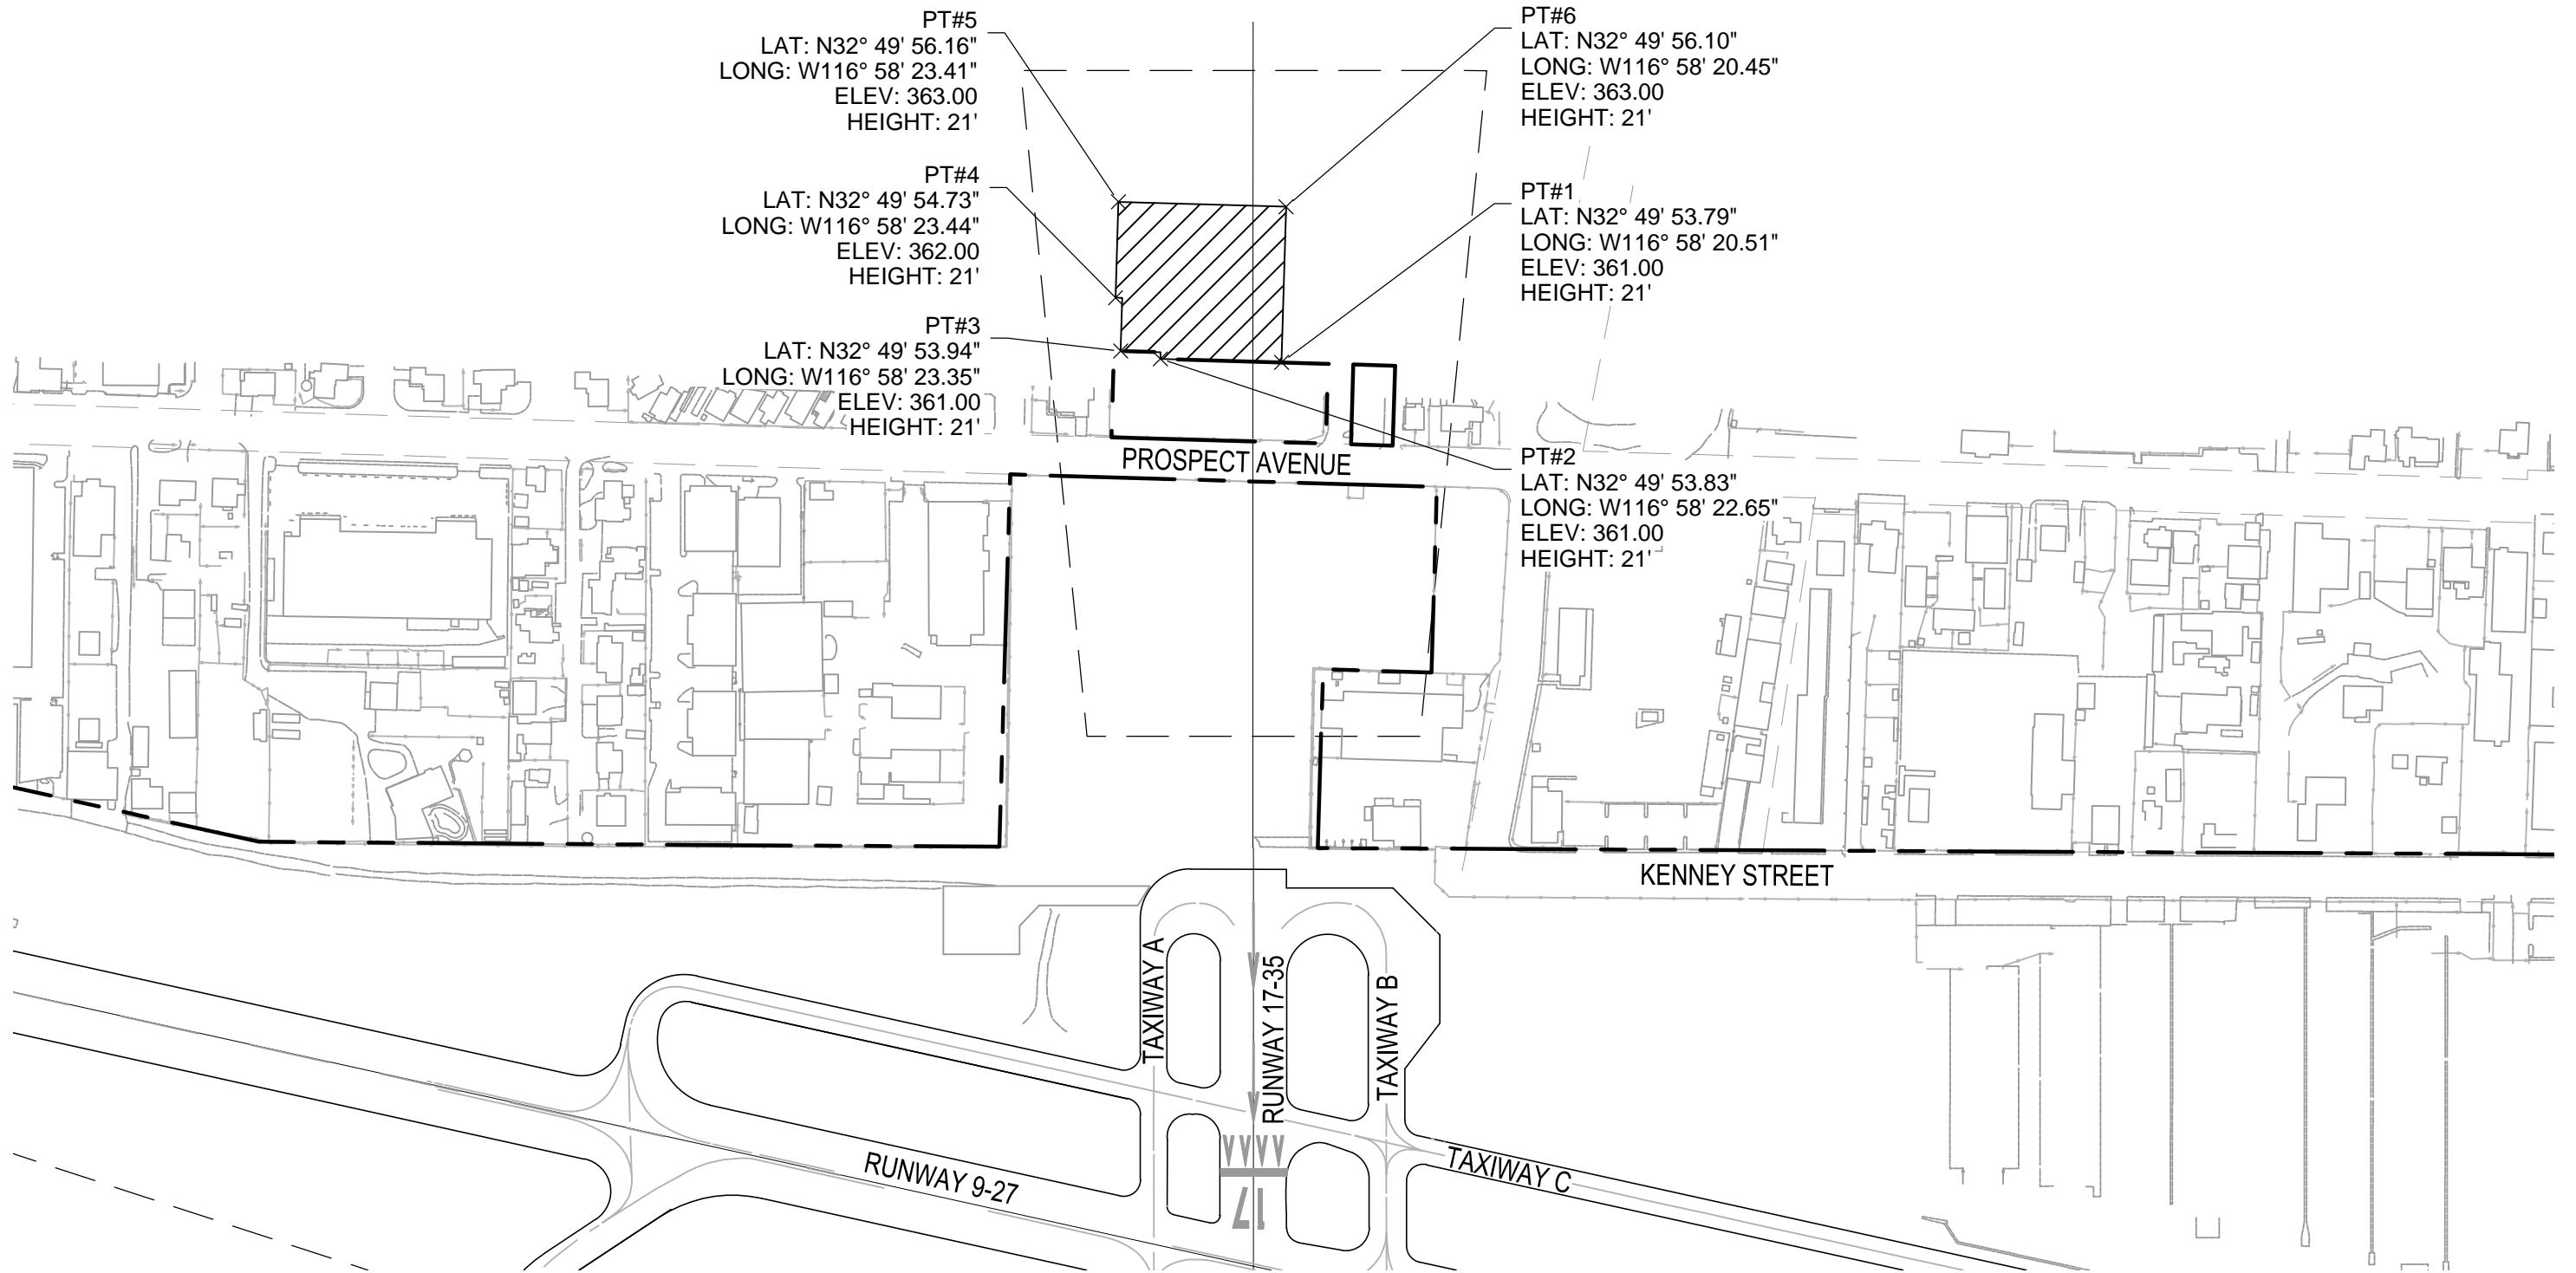 PT#5
LAT: N32° 49' 56.16"
LONG: W116° 58' 23.41"
ELEV: 363.00
HEIGHT: 21'
PT#6
LAT: N32° 49' 56.10"
LONG: W116° 58' 20.45"
ELEV: 363.00
HEIGHT: 21'
PT#4
LAT: N32° 49' 54.73"
LONG: W116° 58' 23.44"
ELEV: 362.00
HEIGHT: 21'
PT#1
LAT: N32° 49' 53.79"
LONG: W116° 58' 20.51"
ELEV: 361.00
HEIGHT: 21'
PT#3
LAT: N32° 49' 53.94"
LONG: W116° 58' 23.35"
ELEV: 361.00
HEIGHT: 21'
PT#2
LAT: N32° 49' 53.83"
LONG: W116° 58' 22.65"
ELEV: 361.00
HEIGHT: 21'
PROSPECT AVENUE
KENNEY STREET
TAXIWAY A
RUNWAY 17-35
TAXIWAY B
RUNWAY 9-27
TAXIWAY C
17